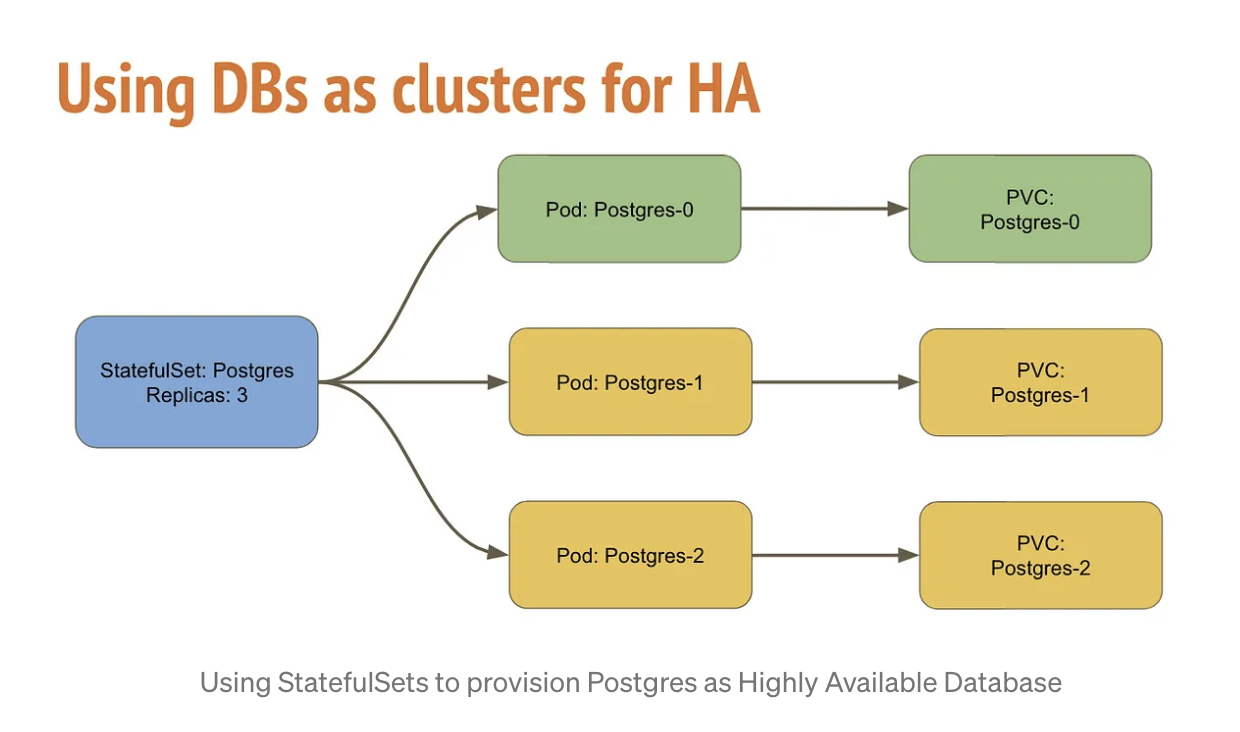 Using DBs as clusters for HA
Pod: Postgres-0
PVC:
Postgres-0
StatefulSet: Postgres
Replicas: 3
Pod: Postgres-1
PVC:
Postgres-1
Pod: Postgres-2
PVC:
Postgres-2
Using StatefulSets to provision Postgres as Highly Available Database